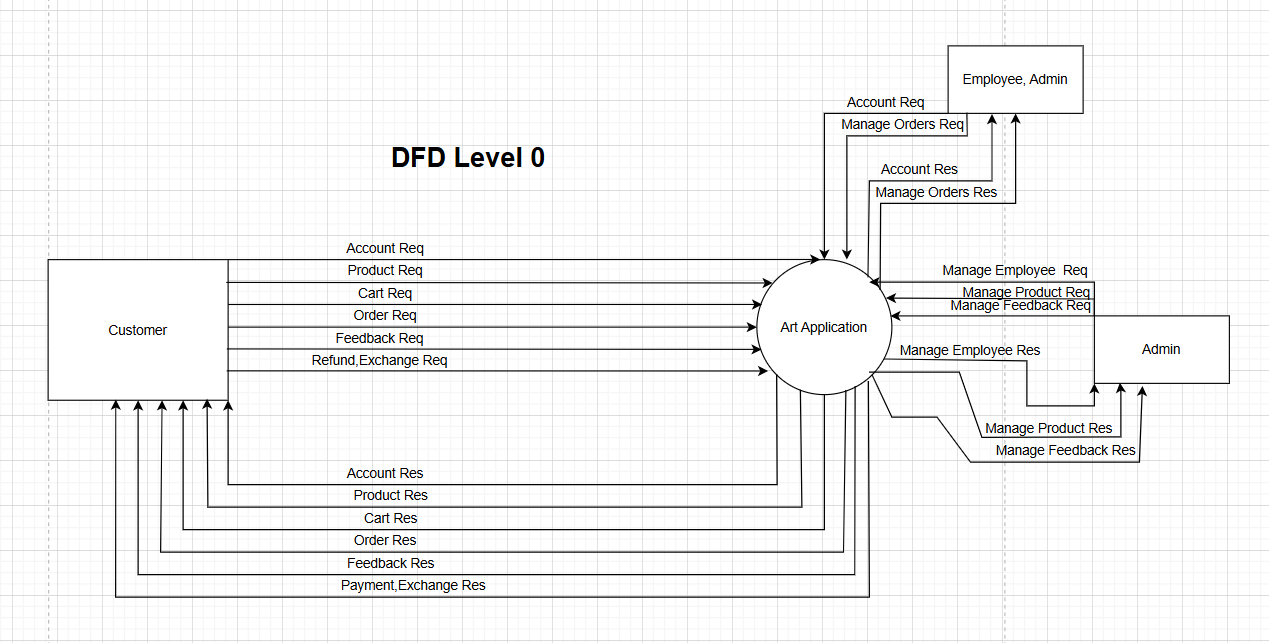 Employee, Admin
Account Req
Manage Orders Req
DFD Level 0
Account Res
Manage Orders Res
Account Req
Product Req
Cart Req
Order Req
Feedback Req
Refund,Exchange Req
Customer
Art Application
Manage Employee  Req
Manage Product Req
Manage Feedback Req
Admin
Manage Employee Res
Manage Product Res
Manage Feedback Res
Account Res
Product Res
Cart Res
Order Res
Feedback Res
Payment,Exchange Res